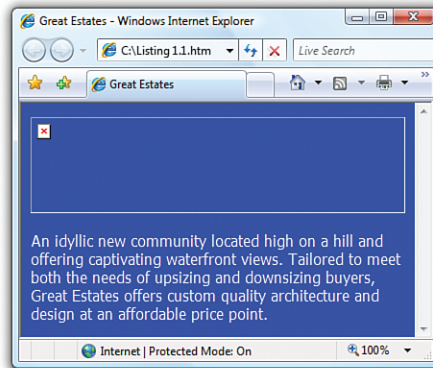 Great Estates - Windows Internet Explorer
C:\Listing 1.1.htm
Live Search
Great Estates
An idyllic new community located high on a hill and
offering captivating waterfront views. Tailored to meet
both the needs of upsizing and downsizing buyers,
Great Estates offers custom quality architecture and
design at an affordable price point.
Internet | Protected Mode: On
100%